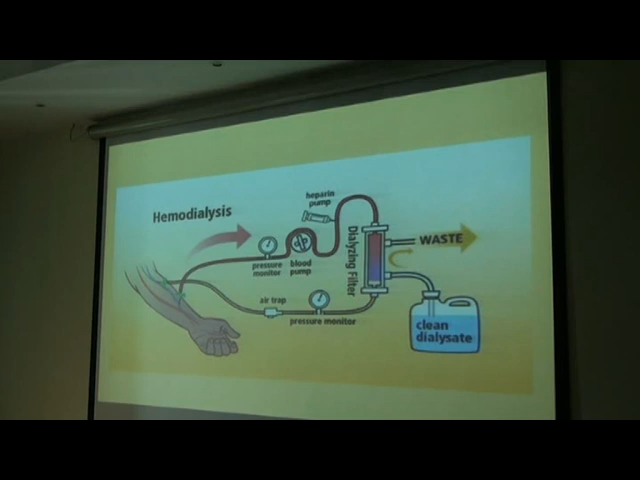 Hemodialysis
heparin
pump
pressure
monitor
blood
pump
Dialyzing Filter
WASTE
air trap
pressure monitor
clean
dialysate